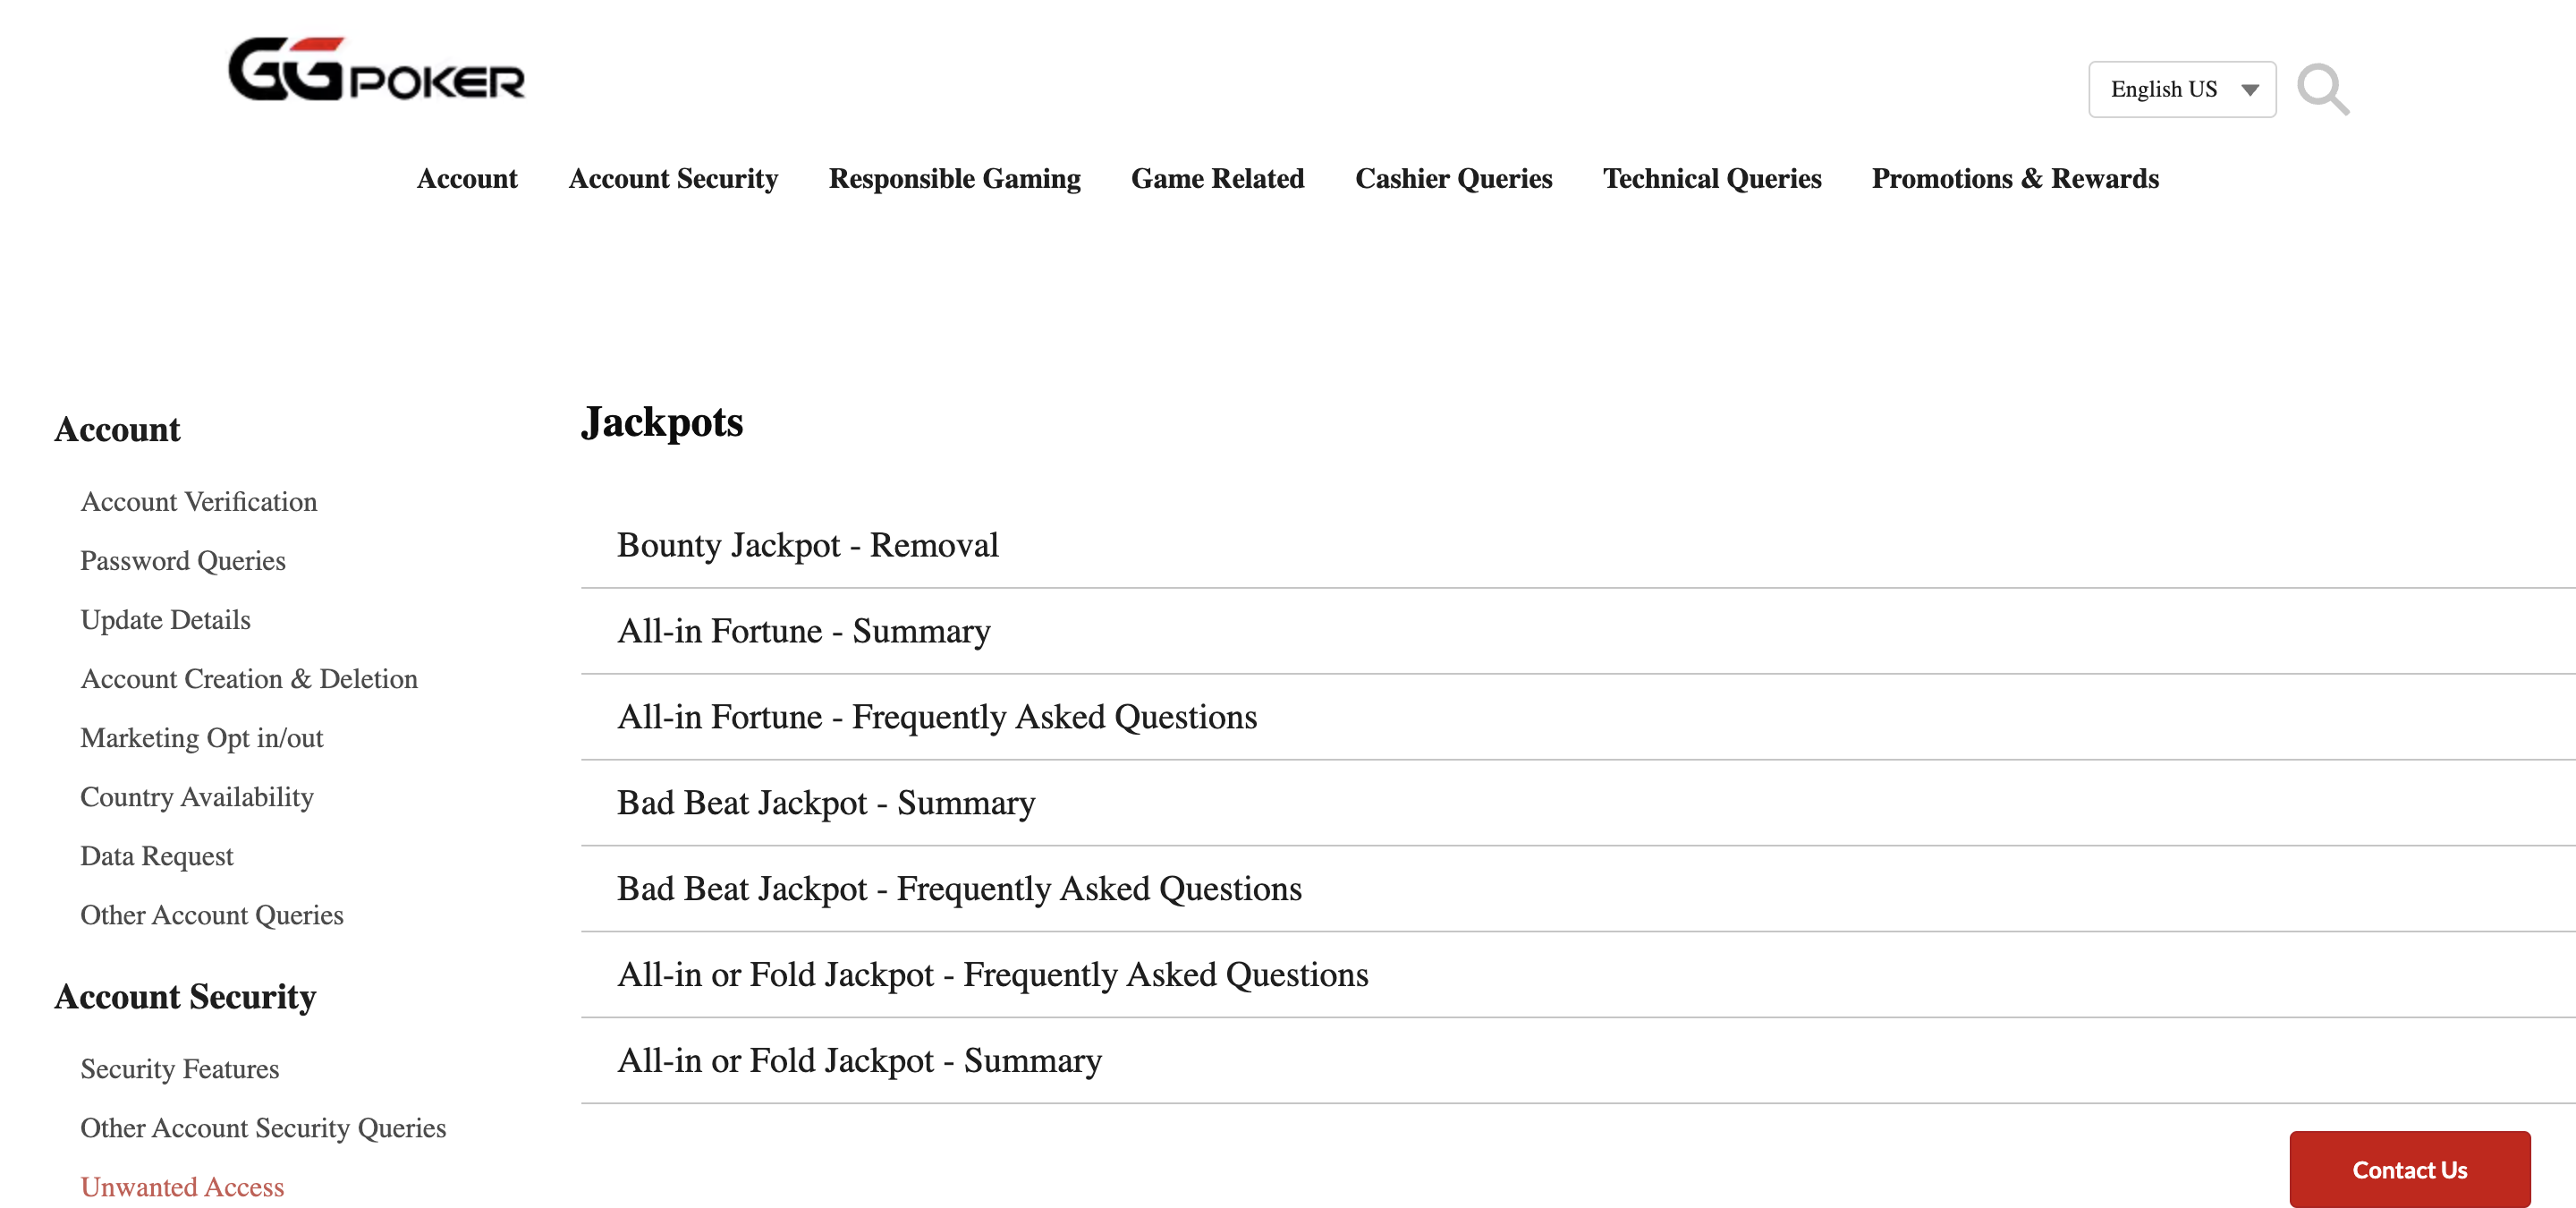 GGPOKER
English US
Account Account Security Responsible Gaming Game Related Cashier Queries Technical Queries Promotions & Rewards
Account
Account Verification
Password Queries
Update Details
Account Creation & Deletion
Marketing Opt in/out
Country Availability
Data Request
Other Account Queries
Account Security
Security Features
Other Account Security Queries
Unwanted Access
Jackpots
Bounty Jackpot - Removal
All-in Fortune - Summary
All-in Fortune - Frequently Asked Questions
Bad Beat Jackpot - Summary
Bad Beat Jackpot - Frequently Asked Questions
All-in or Fold Jackpot - Frequently Asked Questions
All-in or Fold Jackpot - Summary
Contact Us